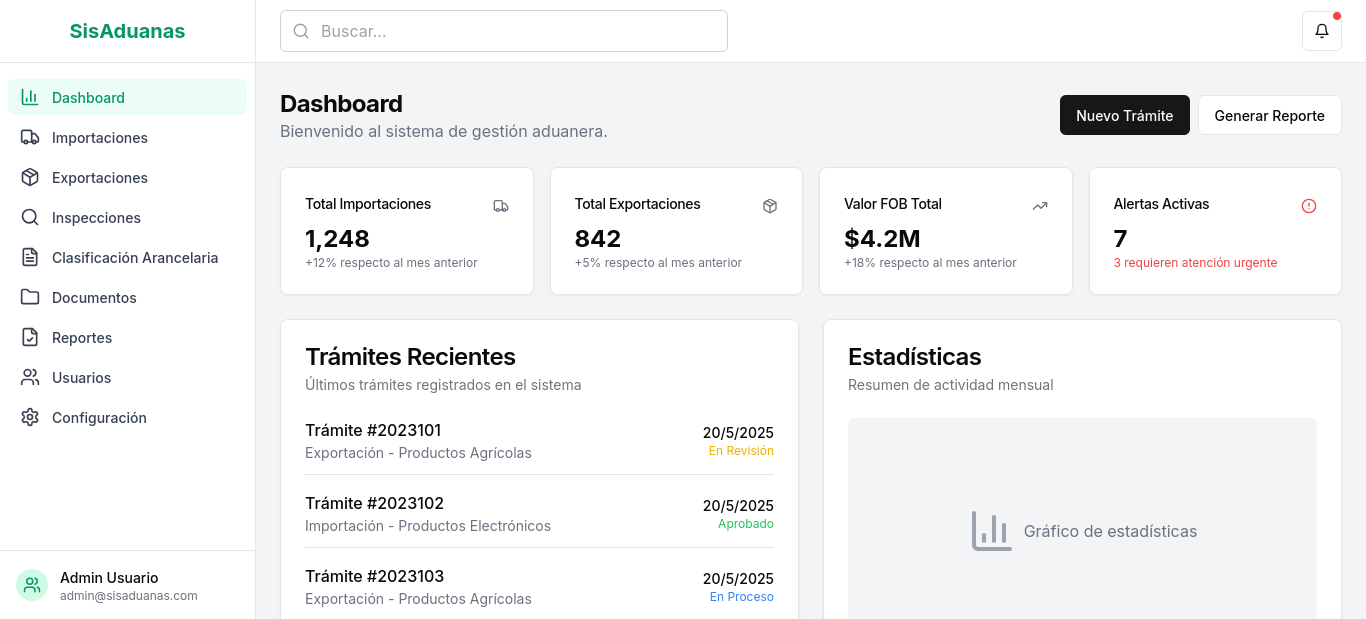 SisAduanas
Buscar...
Dashboard
Importaciones
Exportaciones
Inspecciones
Clasificación Arancelaria
Documentos
Reportes
Usuarios
Configuración
Admin Usuario
admin@sisaduanas.com
Dashboard
Bienvenido al sistema de gestión aduanera.
Nuevo Trámite
Generar Reporte
Total Importaciones
1,248
+12% respecto al mes anterior
Total Exportaciones
842
+5% respecto al mes anterior
Valor FOB Total
$4.2M
+18% respecto al mes anterior
Alertas Activas
7
3 requieren atención urgente
Trámites Recientes
Últimos trámites registrados en el sistema
Trámite #2023101
Exportación - Productos Agrícolas
20/5/2025
En Revisión
Trámite #2023102
Importación - Productos Electrónicos
20/5/2025
Aprobado
Trámite #2023103
Exportación - Productos Agrícolas
20/5/2025
En Proceso
Estadísticas
Resumen de actividad mensual
Gráfico de estadísticas